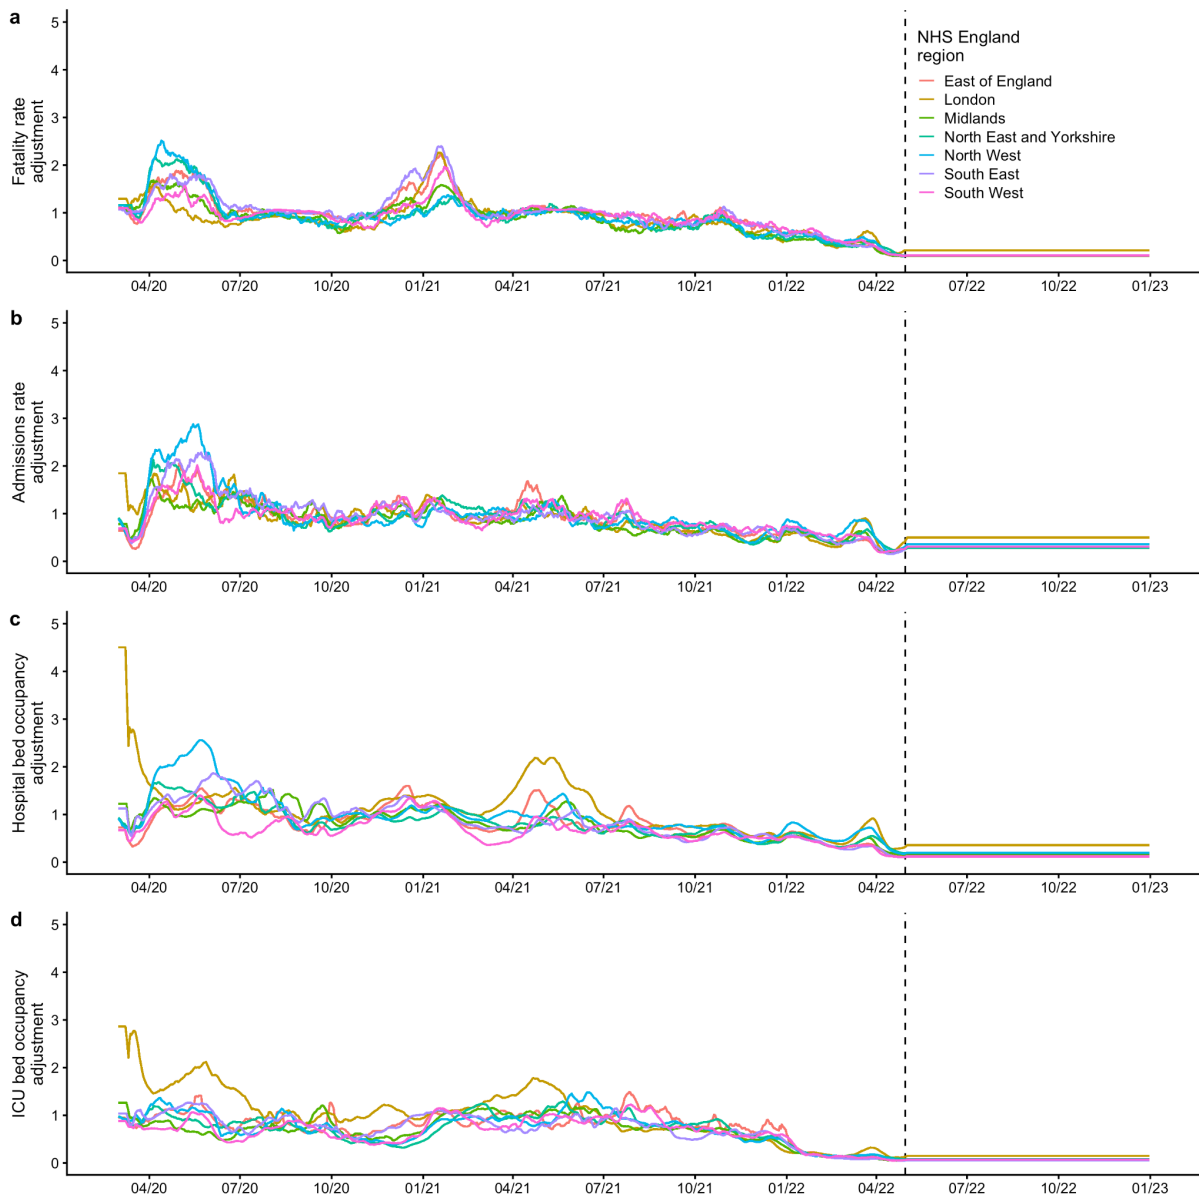 a
Fatality rate
adjustment
5
4
3
2
1
0
NHS England
region
East of England
London
Midlands
North East and Yorkshire
North West
South East
South West
04/20 07/20 10/20 01/21 04/21 07/21 10/21 01/22 04/22 07/22 10/22 01/23
b
Admissions rate
adjustment
5
4
3
2
1
0
04/20 07/20 10/20 01/21 04/21 07/21 10/21 01/22 04/22 07/22 10/22 01/23
c
Hospital bed occupancy
adjustment
5
4
3
2
1
0
04/20 07/20 10/20 01/21 04/21 07/21 10/21 01/22 04/22 07/22 10/22 01/23
d
ICU bed occupancy
adjustment
5
4
3
2
1
0
04/20 07/20 10/20 01/21 04/21 07/21 10/21 01/22 04/22 07/22 10/22 01/23